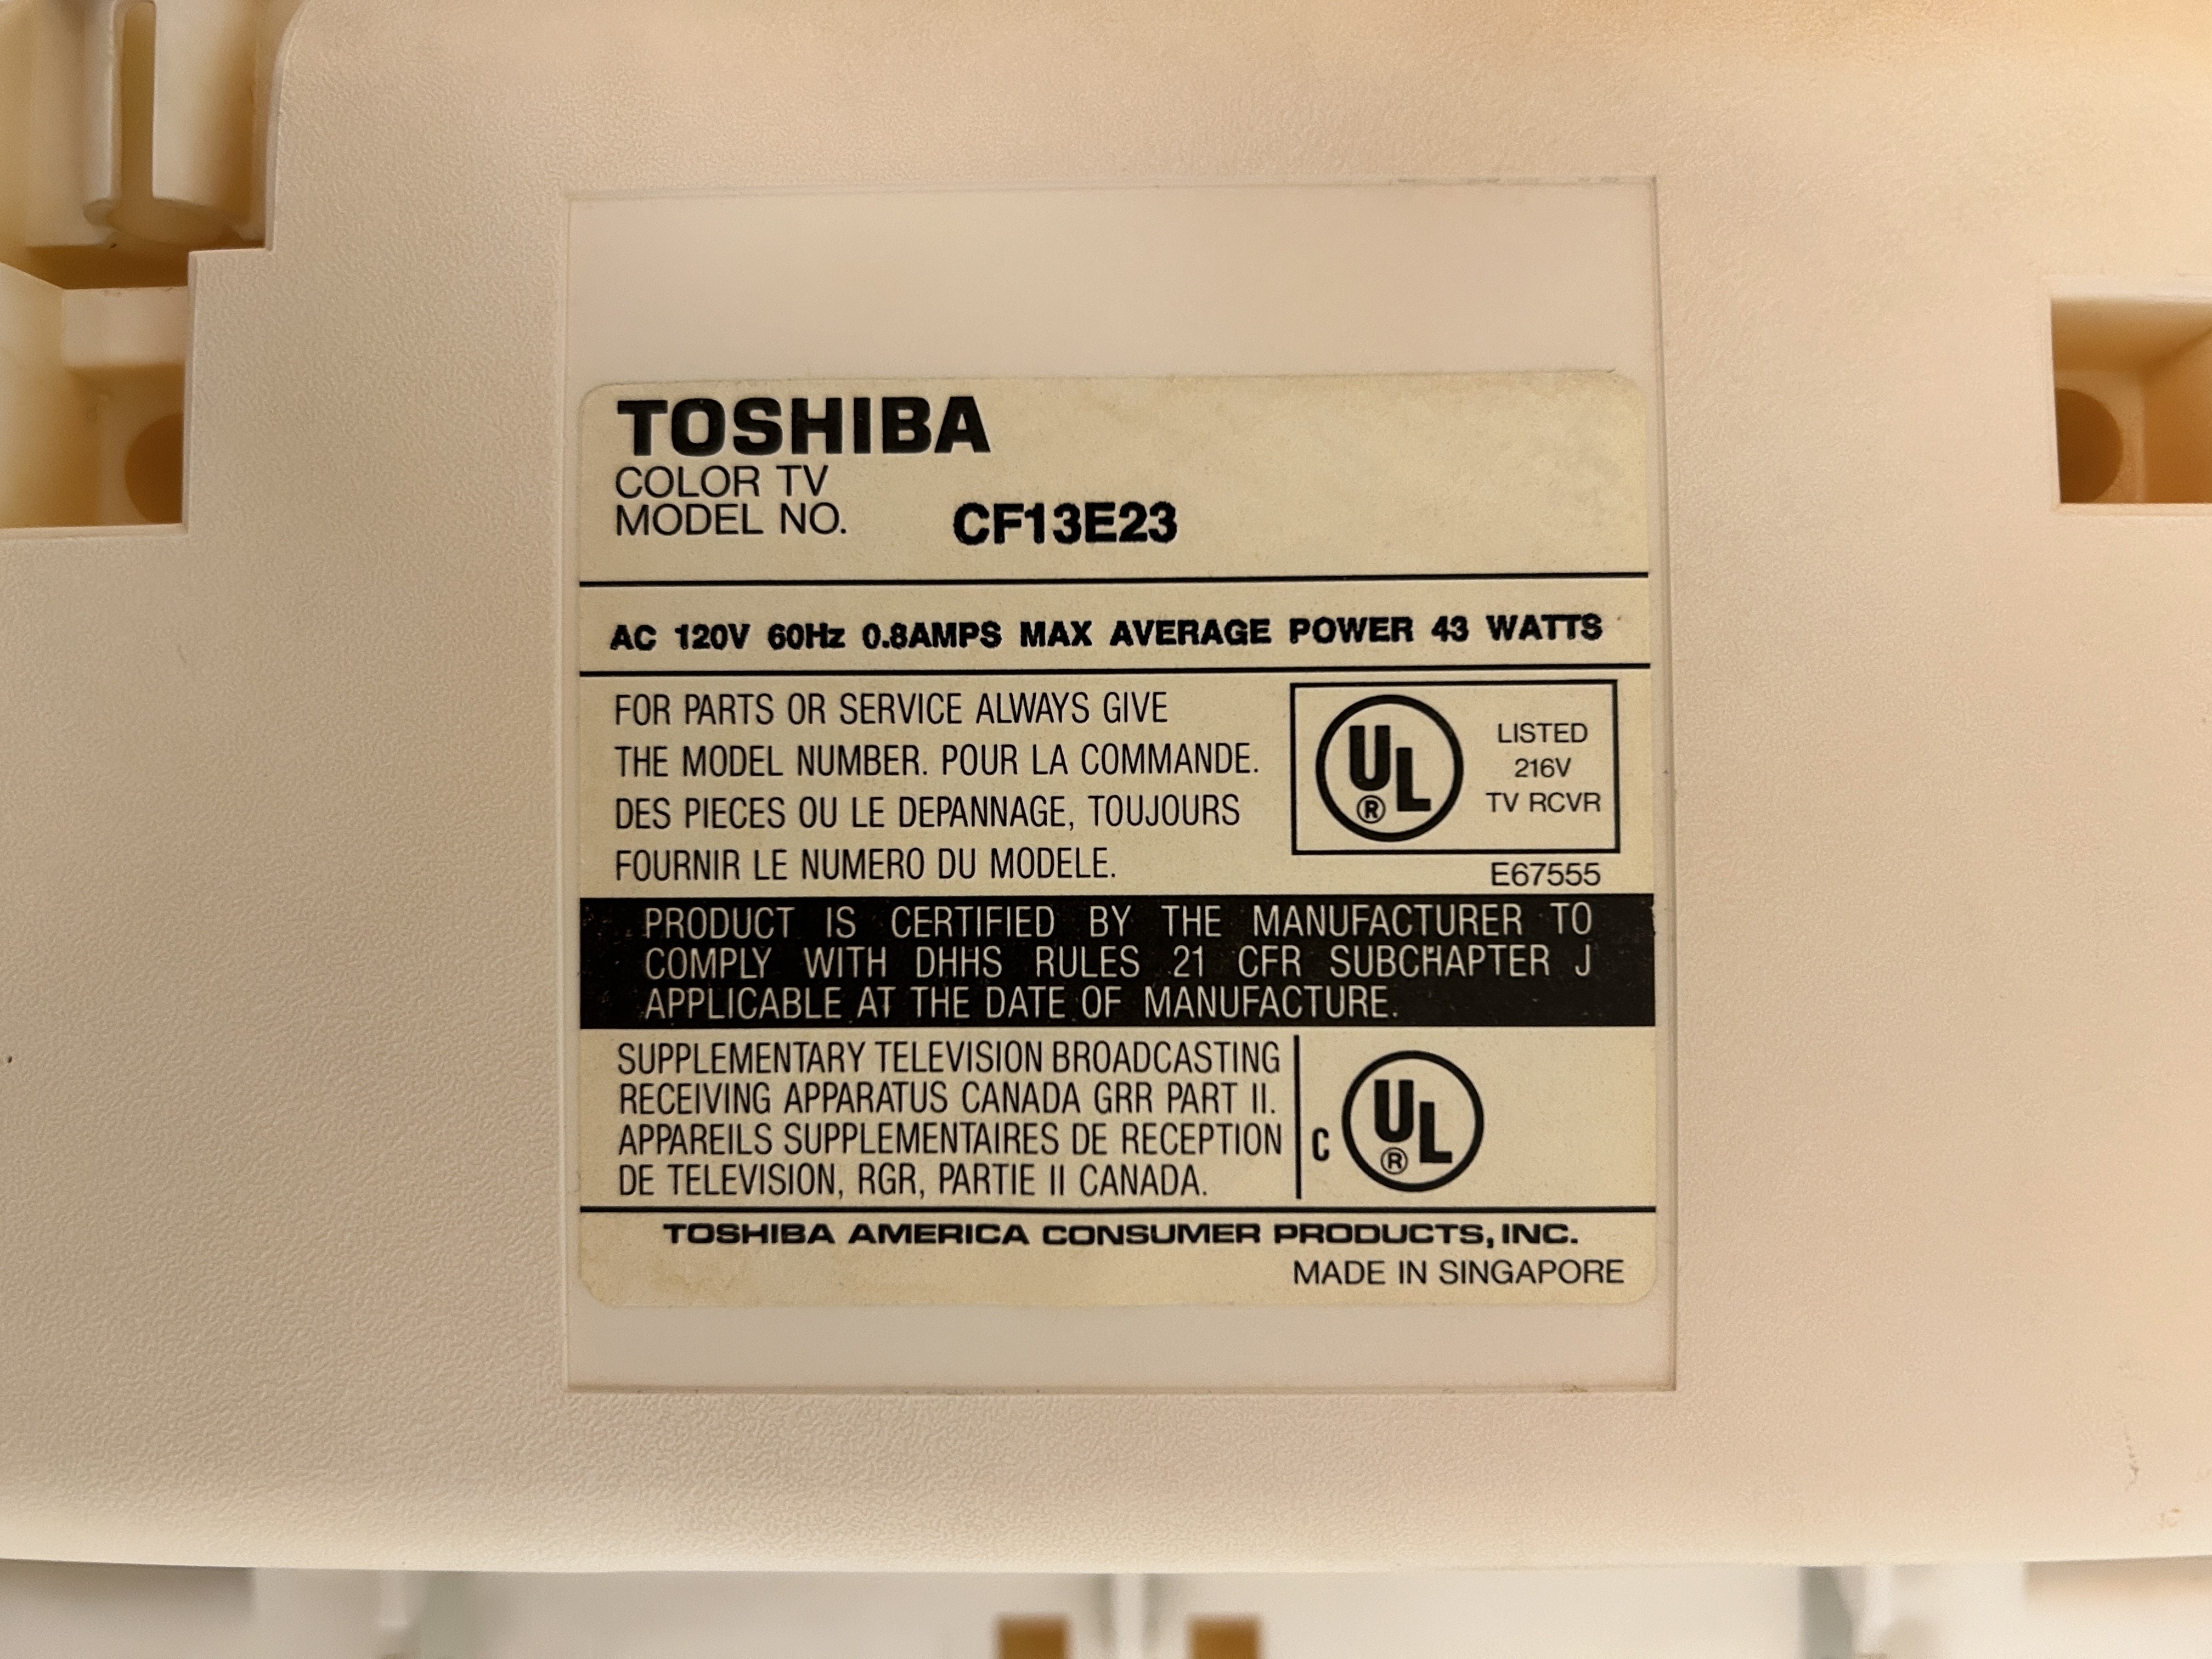 TOSHIBA
COLOR TV
MODEL NO. CF13E23
AC 120V 60Hz 0.8AMPS MAX AVERAGE POWER 43 WATTS
FOR PARTS OR SERVICE ALWAYS GIVE
THE MODEL NUMBER. POUR LA COMMANDE.
DES PIECES OU LE DEPANNAGE, TOUJOURS
FOURNIR LE NUMERO DU MODELE.
UL ®
LISTED
216V
TV RCVR
E67555
PRODUCT IS CERTIFIED BY THE MANUFACTURER TO
COMPLY WITH DHHS RULES 21 CFR SUBCHAPTER J
APPLICABLE AT THE DATE OF MANUFACTURE.
SUPPLEMENTARY TELEVISION BROADCASTING
RECEIVING APPARATUS CANADA GRR PART II.
APPAREILS SUPPLEMENTAIRES DE RECEPTION
DE TELEVISION, RGR, PARTIE II CANADA.
C UL ®
TOSHIBA AMERICA CONSUMER PRODUCTS, INC.
MADE IN SINGAPORE